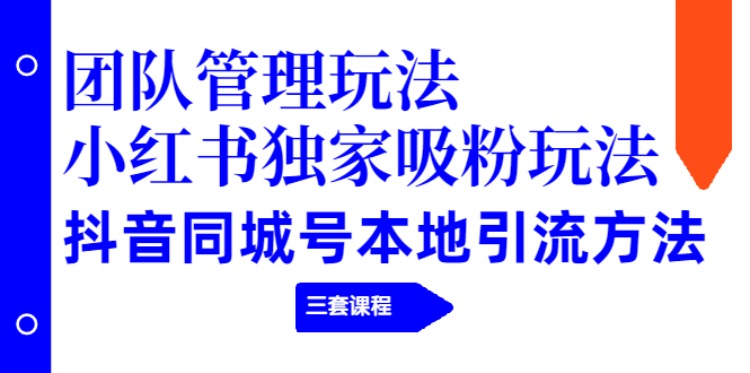 团队管理玩法
小红书独家吸粉玩法
抖音同城号本地引流方法
三套课程